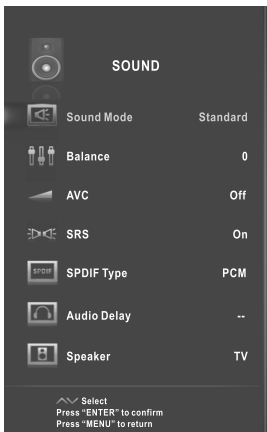 SOUND
Sound Mode Standard
Balance 0
AVC Off
SRS On
SPDIF SPDIF Type PCM
Audio Delay --
Speaker TV
Select
Press “ENTER” to confirm
Press “MENU” to return